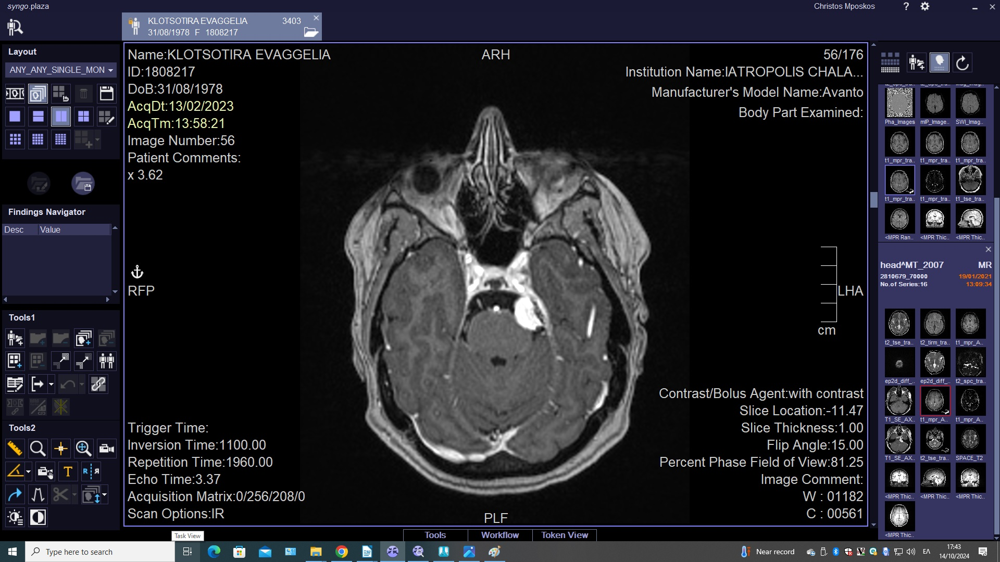 syngo.plaza
Christos Mposkos
?
KLOTSOTIRA EVAGGELIA 3403
31/08/1978 F 1808217
Layout
ANY_ANY_SINGLE_MON
Findings Navigator
Desc Value
Tools1
Tools2
Name:KLOTSOTIRA EVAGGELIA
ID:1808217
DoB:31/08/1978
AcqDt:13/02/2023
AcqTm:13:58:21
Image Number:56
Patient Comments:
x 3.62
ARH
56/176
Institution Name:IATROPOLIS CHALA...
Manufacturer's Model Name:Avanto
Body Part Examined:
RFP
LHA
cm
Trigger Time:
Inversion Time:1100.00
Repetition Time:1960.00
Echo Time:3.37
Acquisition Matrix:0/256/208/0
Scan Options:IR
PLF
Contrast/Bolus Agent:with contrast
Slice Location:-11.47
Slice Thickness:1.00
Flip Angle:15.00
Percent Phase Field of View:81.25
Image Comment:
W : 01182
C : 00561
Pha_Images mIP_Image.. SWI_Imag..
t1_mpr_tra.. t1_mpr_tra.. t1_mpr_tra..
t1_mpr_tra.. t1_mpr_tra.. t1_tse_tra..
<MPR Ran.. <MPR Thic.. <MPR Thic..
head^MT_2007 MR
2810679_70000 19/01/2021
No.of Series:16 13:09:34
t2_tse_tra.. t2_tirm_tra.. t1_mpr_A..
ep2d_diff_.. ep2d_diff_.. t2_spc_tra..
T1_SE_AX.. t1_mpr_A.. t1_mpr_A..
T1_SE_AX.. t2_tse_tra.. SPACE_T2
<MPR Thic.. <MPR Thic.. <MPR Thic..
<MPR Thic..
Task View
Tools Workflow Token View
Type here to search
Near record
ΕΛ
17:43
14/10/2024